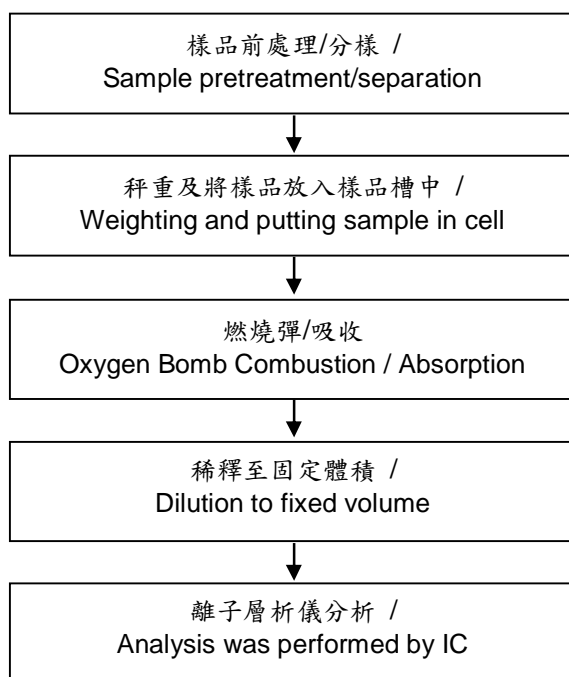 樣品前處理/分樣 /
Sample pretreatment/separation
秤重及將樣品放入樣品槽中 /
Weighting and putting sample in cell
燃燒彈/吸收
Oxygen Bomb Combustion / Absorption
稀釋至固定體積 /
Dilution to fixed volume
離子層析儀分析 /
Analysis was performed by IC